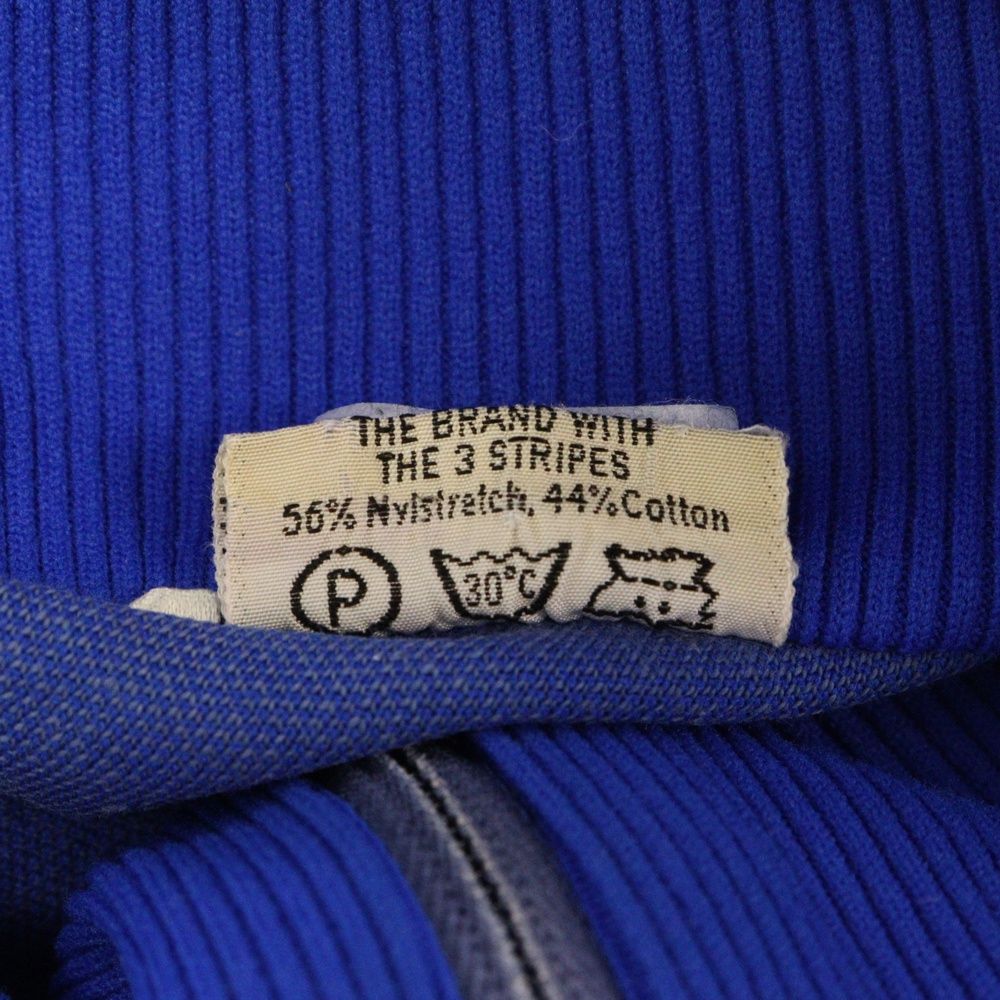 THE BRAND WITH
THE 3 STRIPES
56% Nylstretch, 44% Cotton
P 30°C